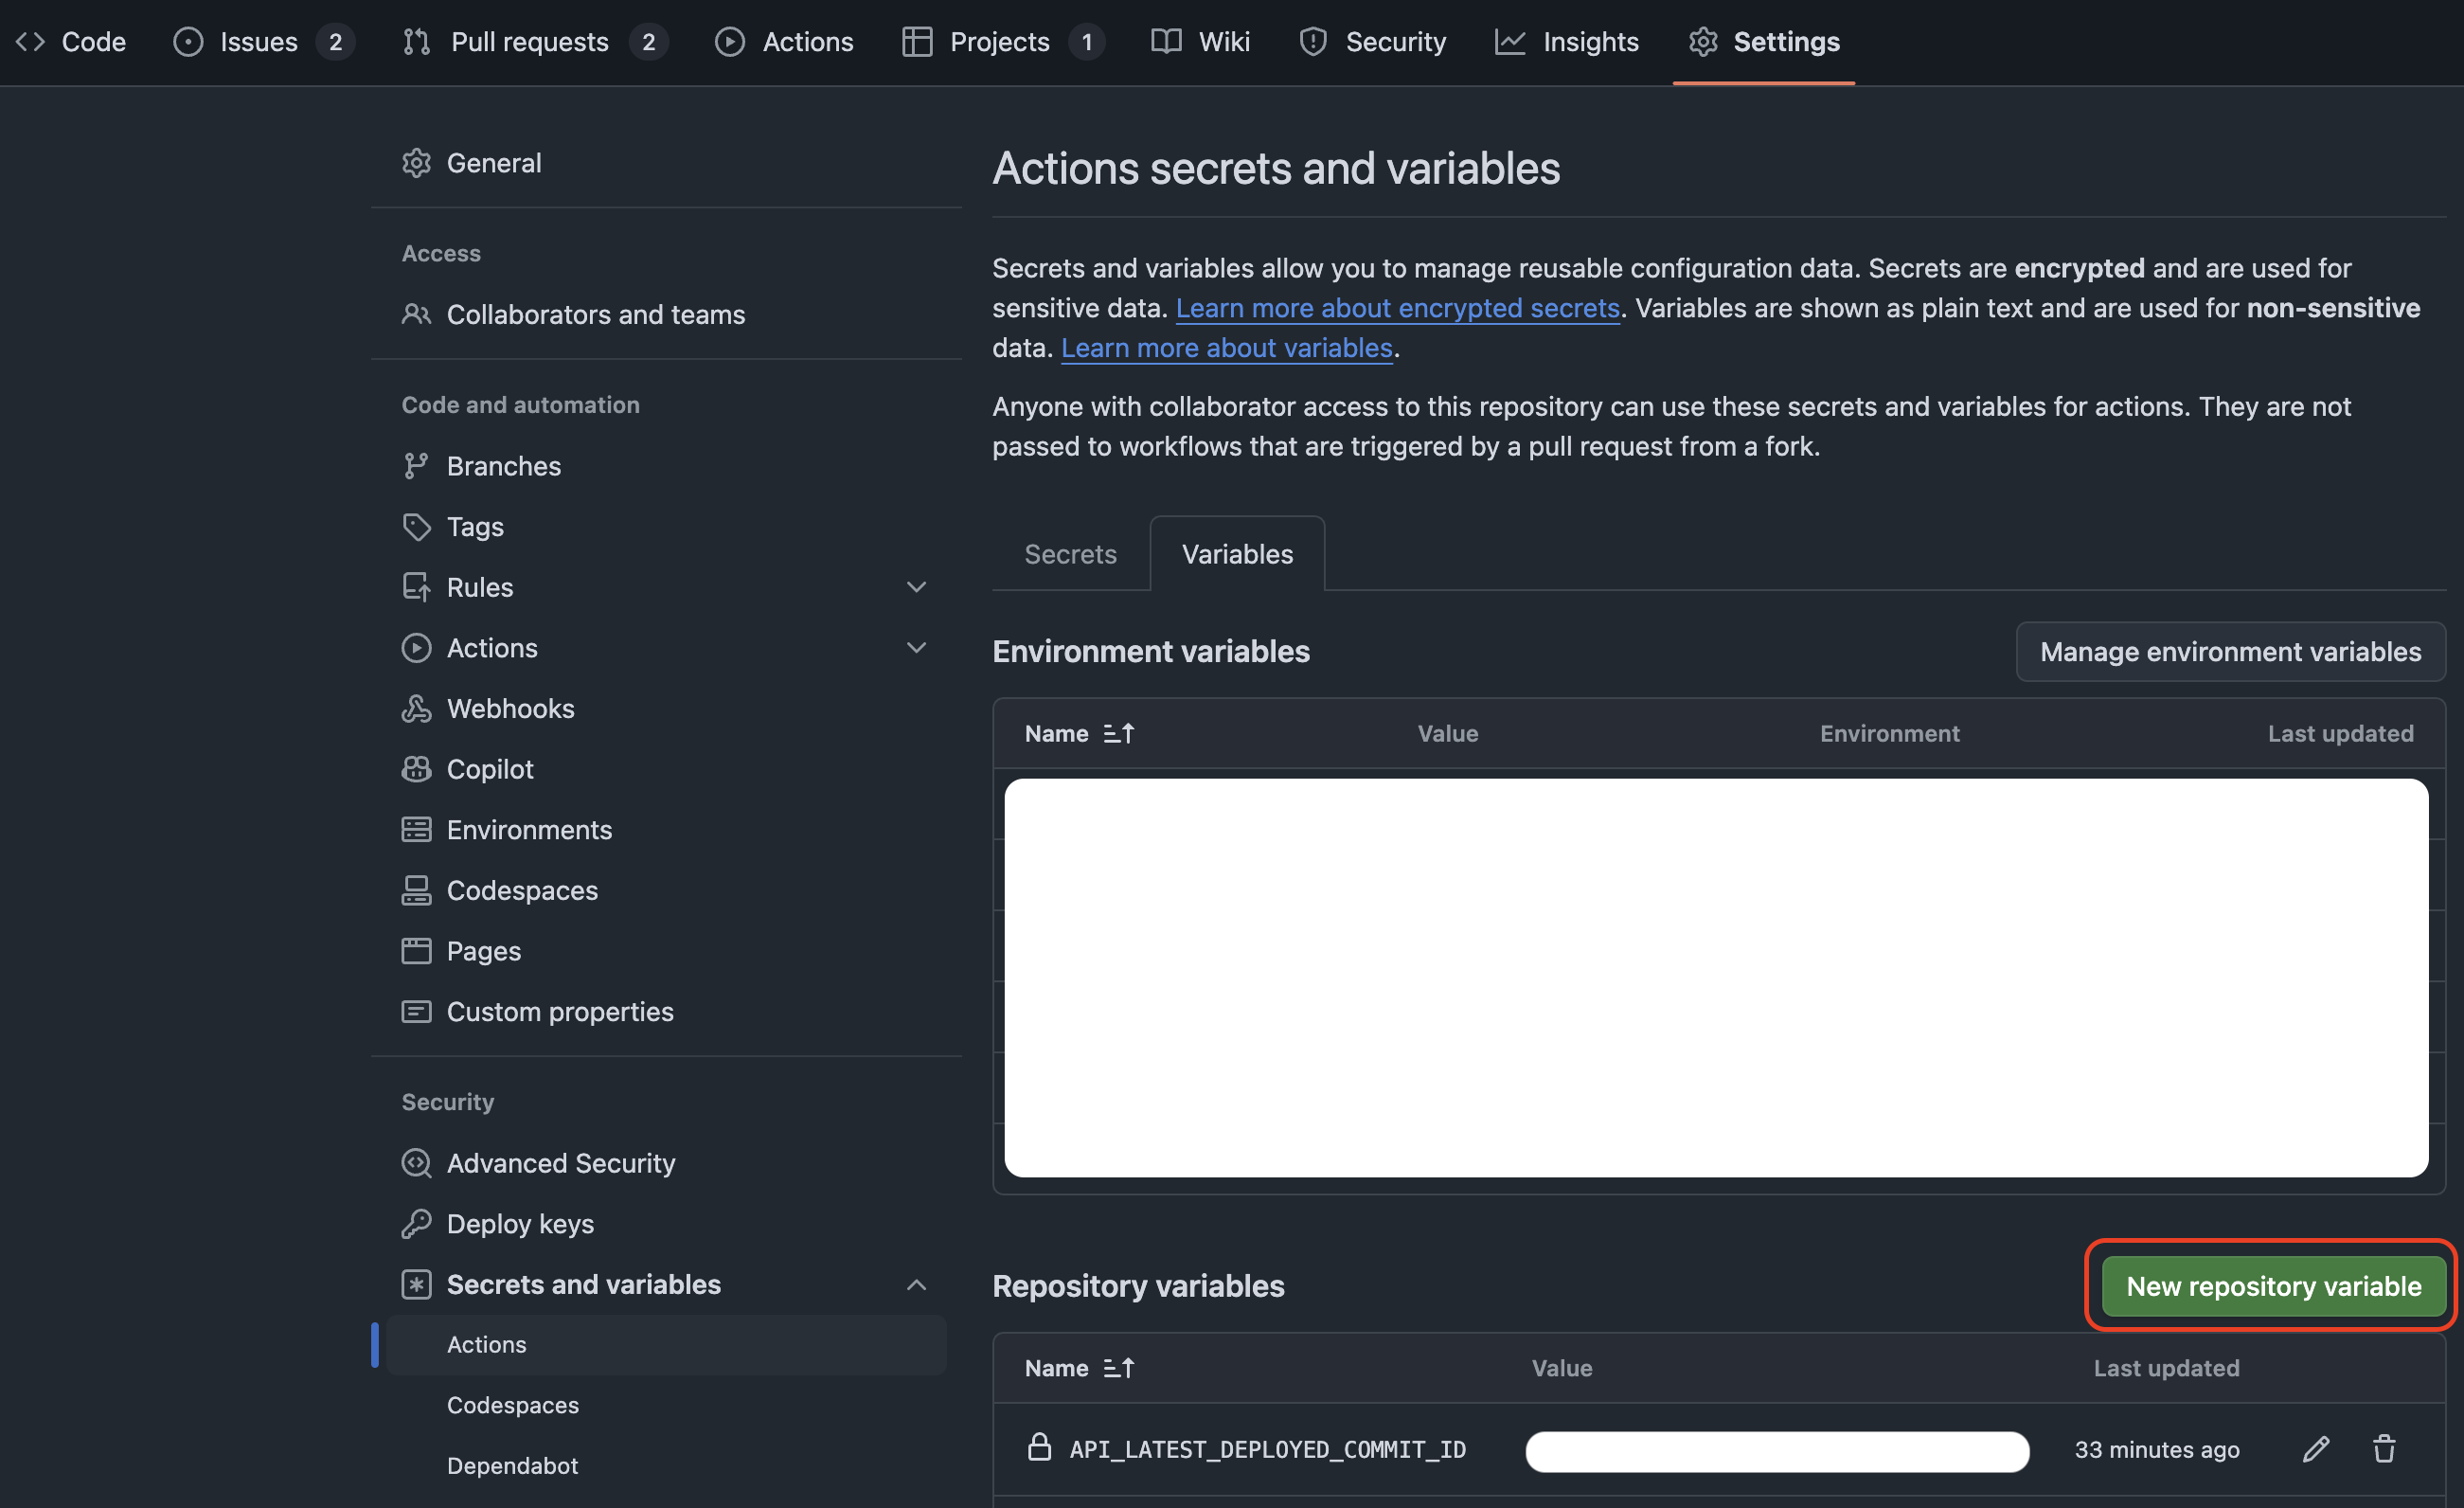 Code Issues 2 Pull requests 2 Actions Projects 1 Wiki Security Insights Settings
General
Access
Collaborators and teams
Code and automation
Branches
Tags
Rules
Actions
Webhooks
Copilot
Environments
Codespaces
Pages
Custom properties
Security
Advanced Security
Deploy keys
Secrets and variables
Actions
Codespaces
Dependabot
Actions secrets and variables
Secrets and variables allow you to manage reusable configuration data. Secrets are encrypted and are used for
sensitive data. Learn more about encrypted secrets. Variables are shown as plain text and are used for non-sensitive
data. Learn more about variables.
Anyone with collaborator access to this repository can use these secrets and variables for actions. They are not
passed to workflows that are triggered by a pull request from a fork.
Secrets Variables
Environment variables Manage environment variables
Name Value Environment Last updated
Repository variables New repository variable
Name Value Last updated
API_LATEST_DEPLOYED_COMMIT_ID 33 minutes ago